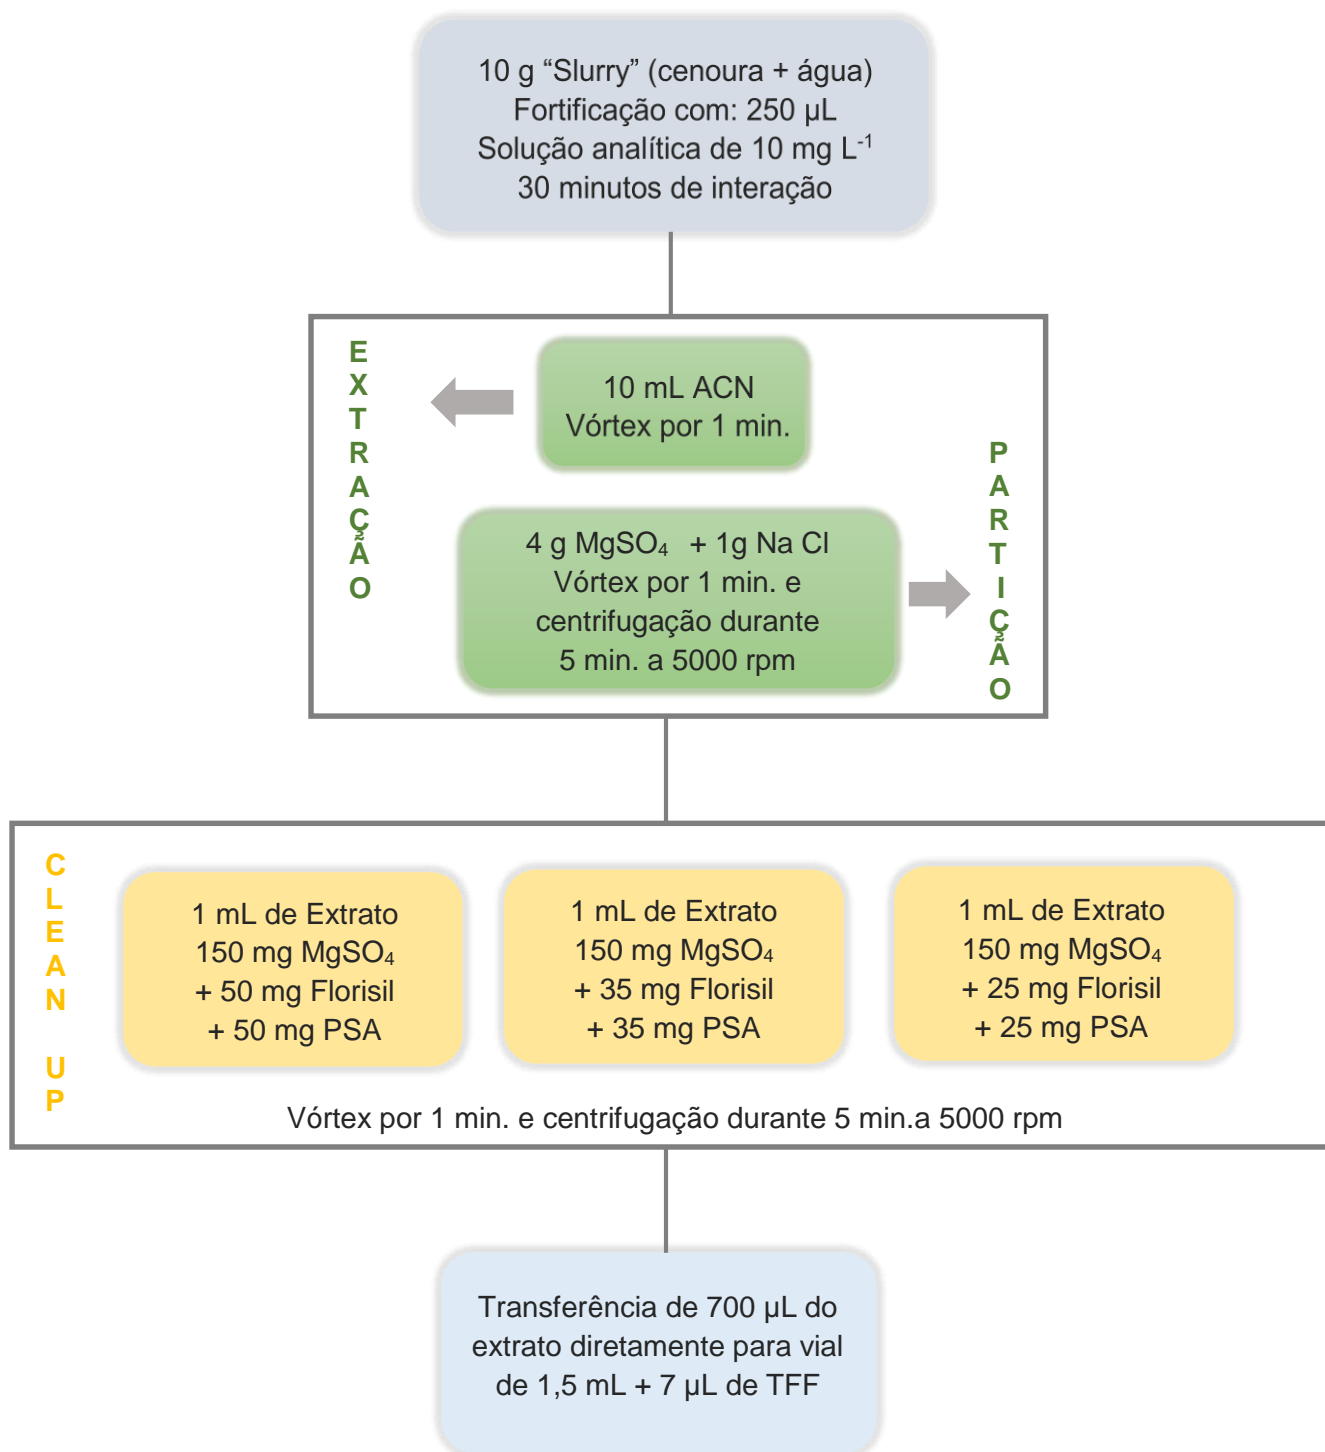 10 g “Slurry” (cenoura + água)
Fortificação com: 250 µL
Solução analítica de 10 mg L⁻¹
30 minutos de interação
EXTRAÇÃO
10 mL ACN
Vórtex por 1 min.
PARTIÇÃO
4 g MgSO₄ + 1g Na Cl
Vórtex por 1 min. e
centrifugação durante
5 min. a 5000 rpm
CLEAN UP
1 mL de Extrato
150 mg MgSO₄
+ 50 mg Florisil
+ 50 mg PSA
1 mL de Extrato
150 mg MgSO₄
+ 35 mg Florisil
+ 35 mg PSA
1 mL de Extrato
150 mg MgSO₄
+ 25 mg Florisil
+ 25 mg PSA
Vórtex por 1 min. e centrifugação durante 5 min.a 5000 rpm
Transferência de 700 µL do
extrato diretamente para vial
de 1,5 mL + 7 µL de TFF